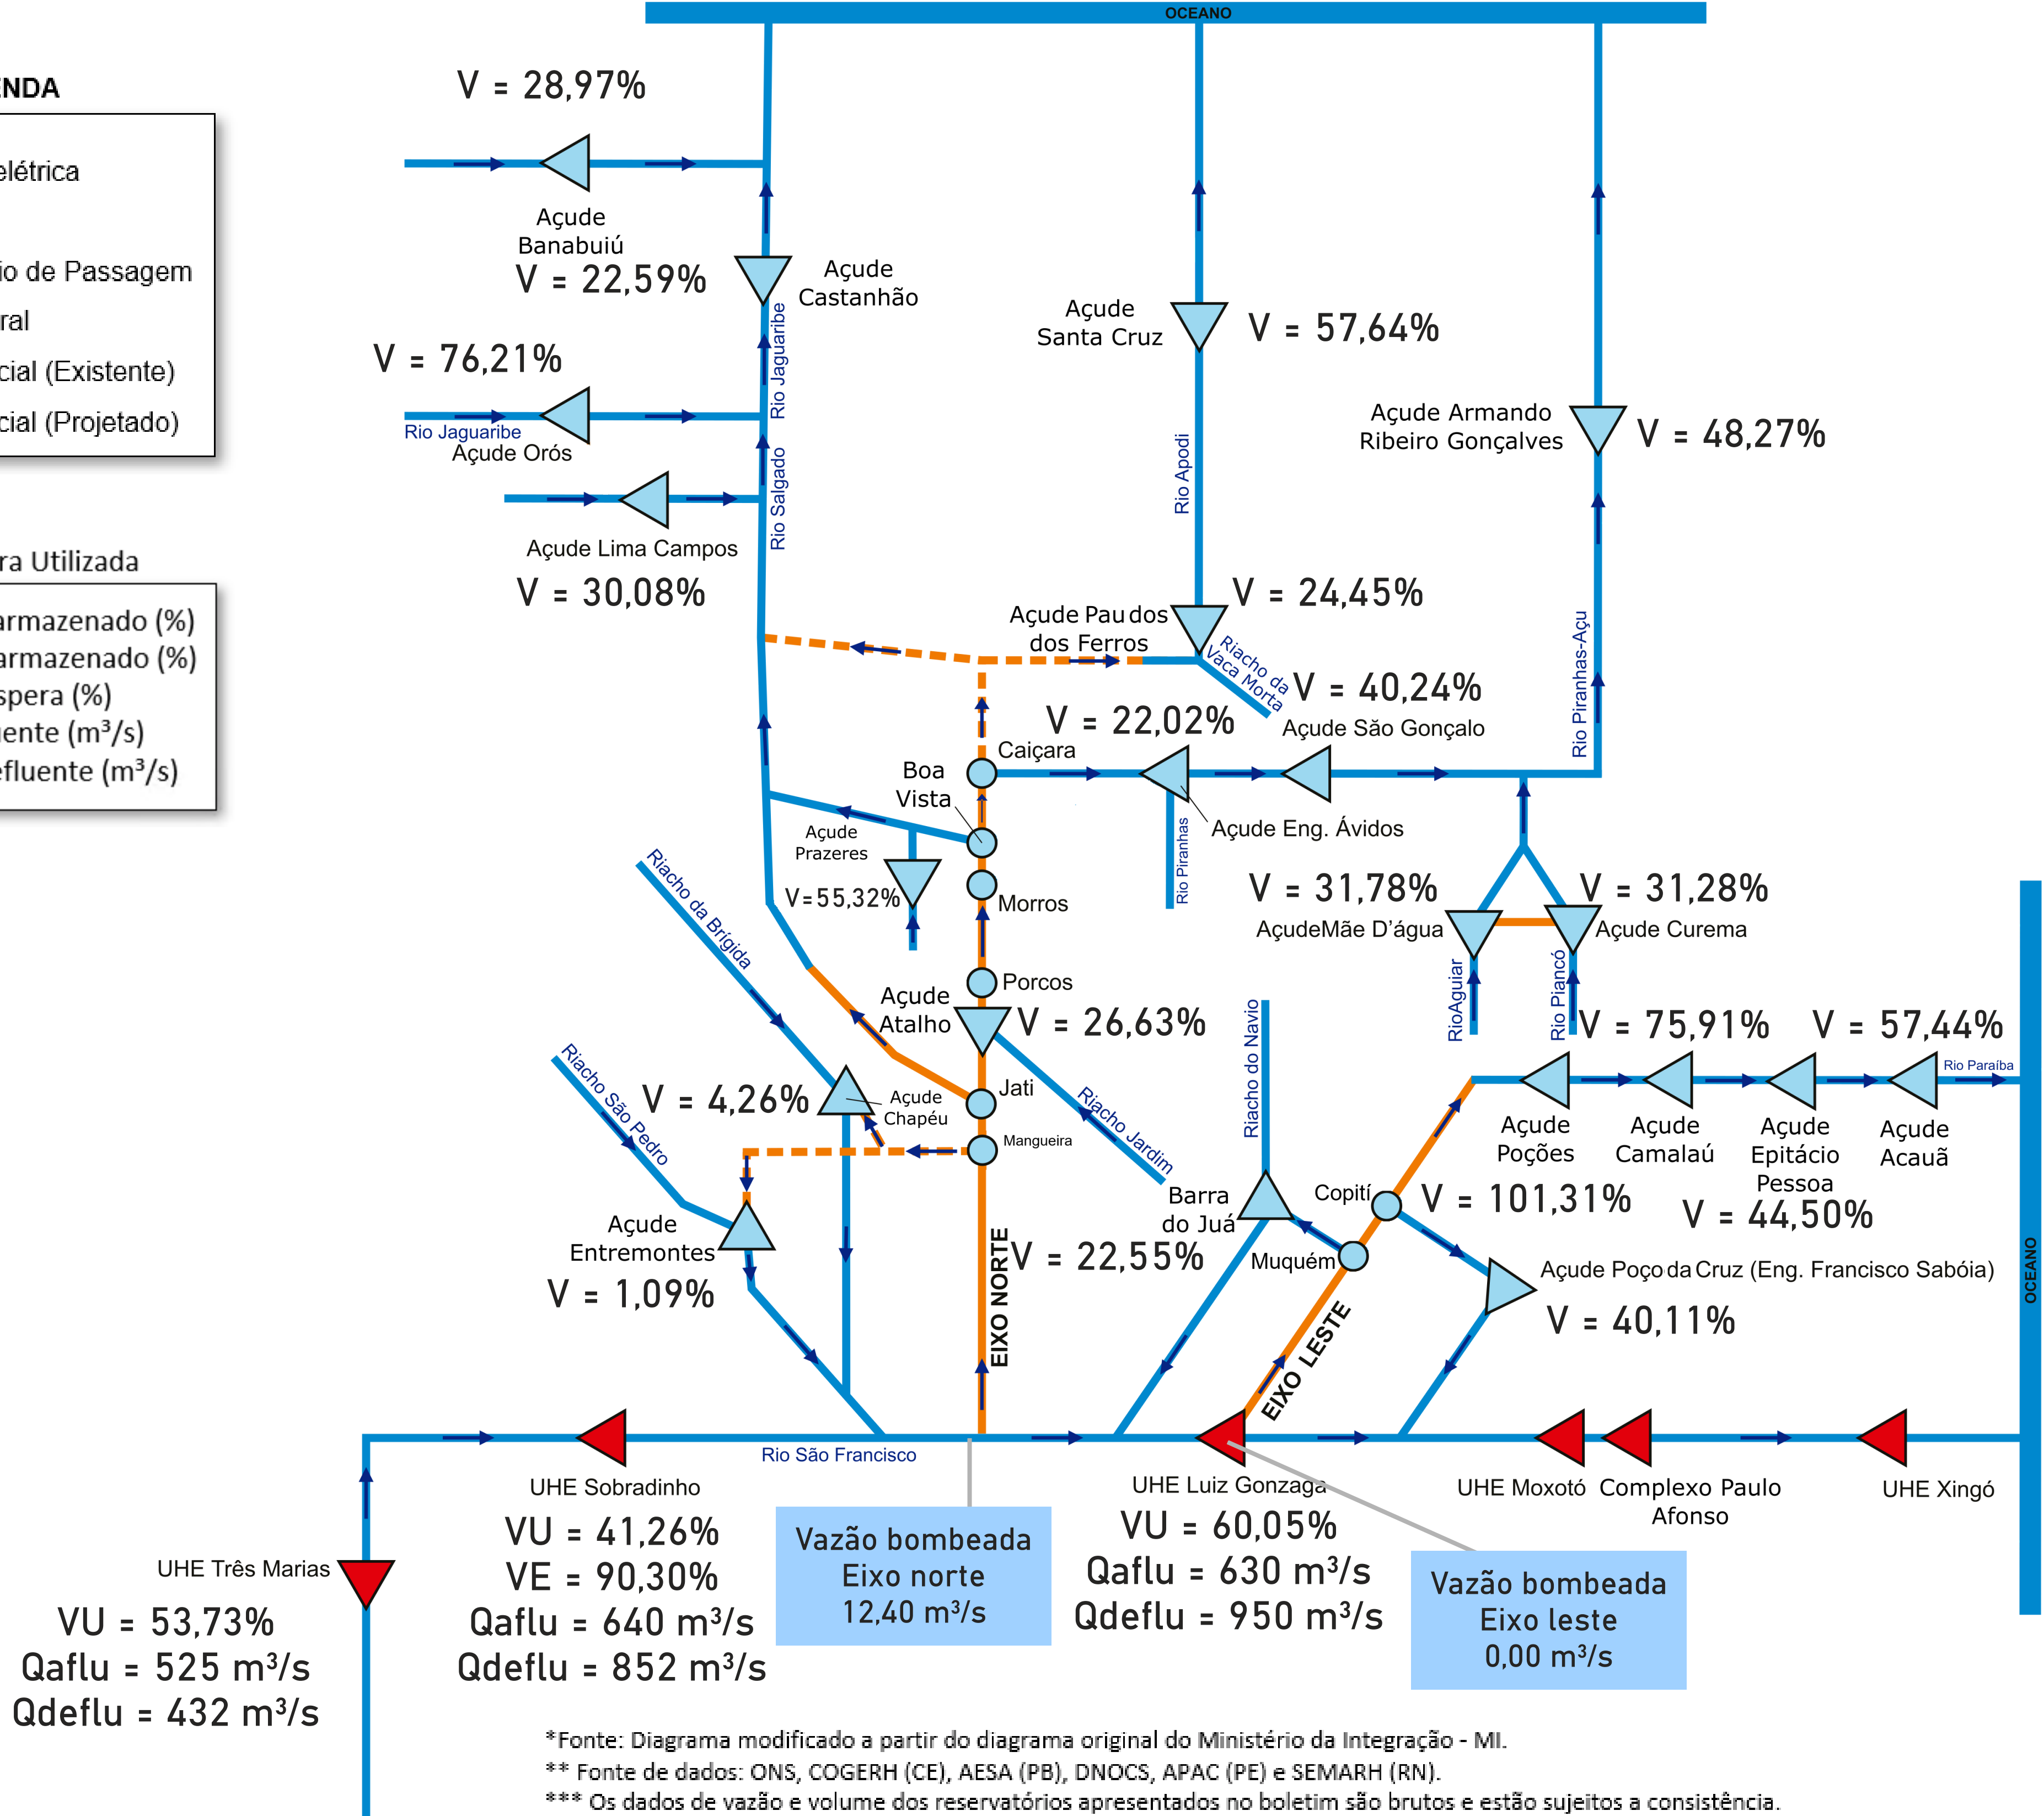 OCEANO
ENDA
elétrica
io de Passagem
ral
cial (Existente)
cial (Projetado)
ra Utilizada
armazenado (%)
armazenado (%)
spera (%)
uente (m³/s)
efluente (m³/s)
V = 28,97%
Açude
Banabuiú
V = 22,59%
Açude
Castanhão
Rio Jaguaribe
V = 76,21%
Rio Jaguaribe
Açude Orós
Rio Salgado
Açude Lima Campos
V = 30,08%
Açude
Santa Cruz
V = 57,64%
Rio Apodi
Açude Armando
Ribeiro Gonçalves
V = 48,27%
Rio Piranhas-Açu
Açude Pau dos
dos Ferros
V = 24,45%
Riacho da
Vaca Morta
V = 40,24%
Açude São Gonçalo
V = 22,02%
Caiçara
Boa
Vista
Açude Eng. Ávidos
Rio Piranhas
Açude
Prazeres
V=55,32%
Morros
Riacho da Brígida
V = 31,78%
AçudeMãe D'água
V = 31,28%
Açude Curema
RioAguiar
Rio Piancó
Porcos
Açude
Atalho
V = 26,63%
Riacho do Navio
V = 75,91%
V = 57,44%
Rio Paraíba
Riacho São Pedro
V = 4,26%
Açude
Chapéu
Jati
Mangueira
Riacho Jardim
Açude
Poções
Açude
Camalaú
Açude
Epitácio
Pessoa
Açude
Acauã
V = 101,31%
V = 44,50%
Barra
do Juá
Copití
Muquém
Açude
Entremontes
V = 1,09%
EIXO NORTE
V = 22,55%
EIXO LESTE
Açude Poço da Cruz (Eng. Francisco Sabóia)
V = 40,11%
OCEANO
Rio São Francisco
UHE Sobradinho
VU = 41,26%
VE = 90,30%
Qaflu = 640 m³/s
Qdeflu = 852 m³/s
Vazão bombeada
Eixo norte
12,40 m³/s
UHE Luiz Gonzaga
VU = 60,05%
Qaflu = 630 m³/s
Qdeflu = 950 m³/s
Vazão bombeada
Eixo leste
0,00 m³/s
UHE Moxotó
Complexo Paulo
Afonso
UHE Xingó
UHE Três Marias
VU = 53,73%
Qaflu = 525 m³/s
Qdeflu = 432 m³/s
*Fonte: Diagrama modificado a partir do diagrama original do Ministério da Integração - MI.
** Fonte de dados: ONS, COGERH (CE), AESA (PB), DNOCS, APAC (PE) e SEMARH (RN).
*** Os dados de vazão e volume dos reservatórios apresentados no boletim são brutos e estão sujeitos a consistência.